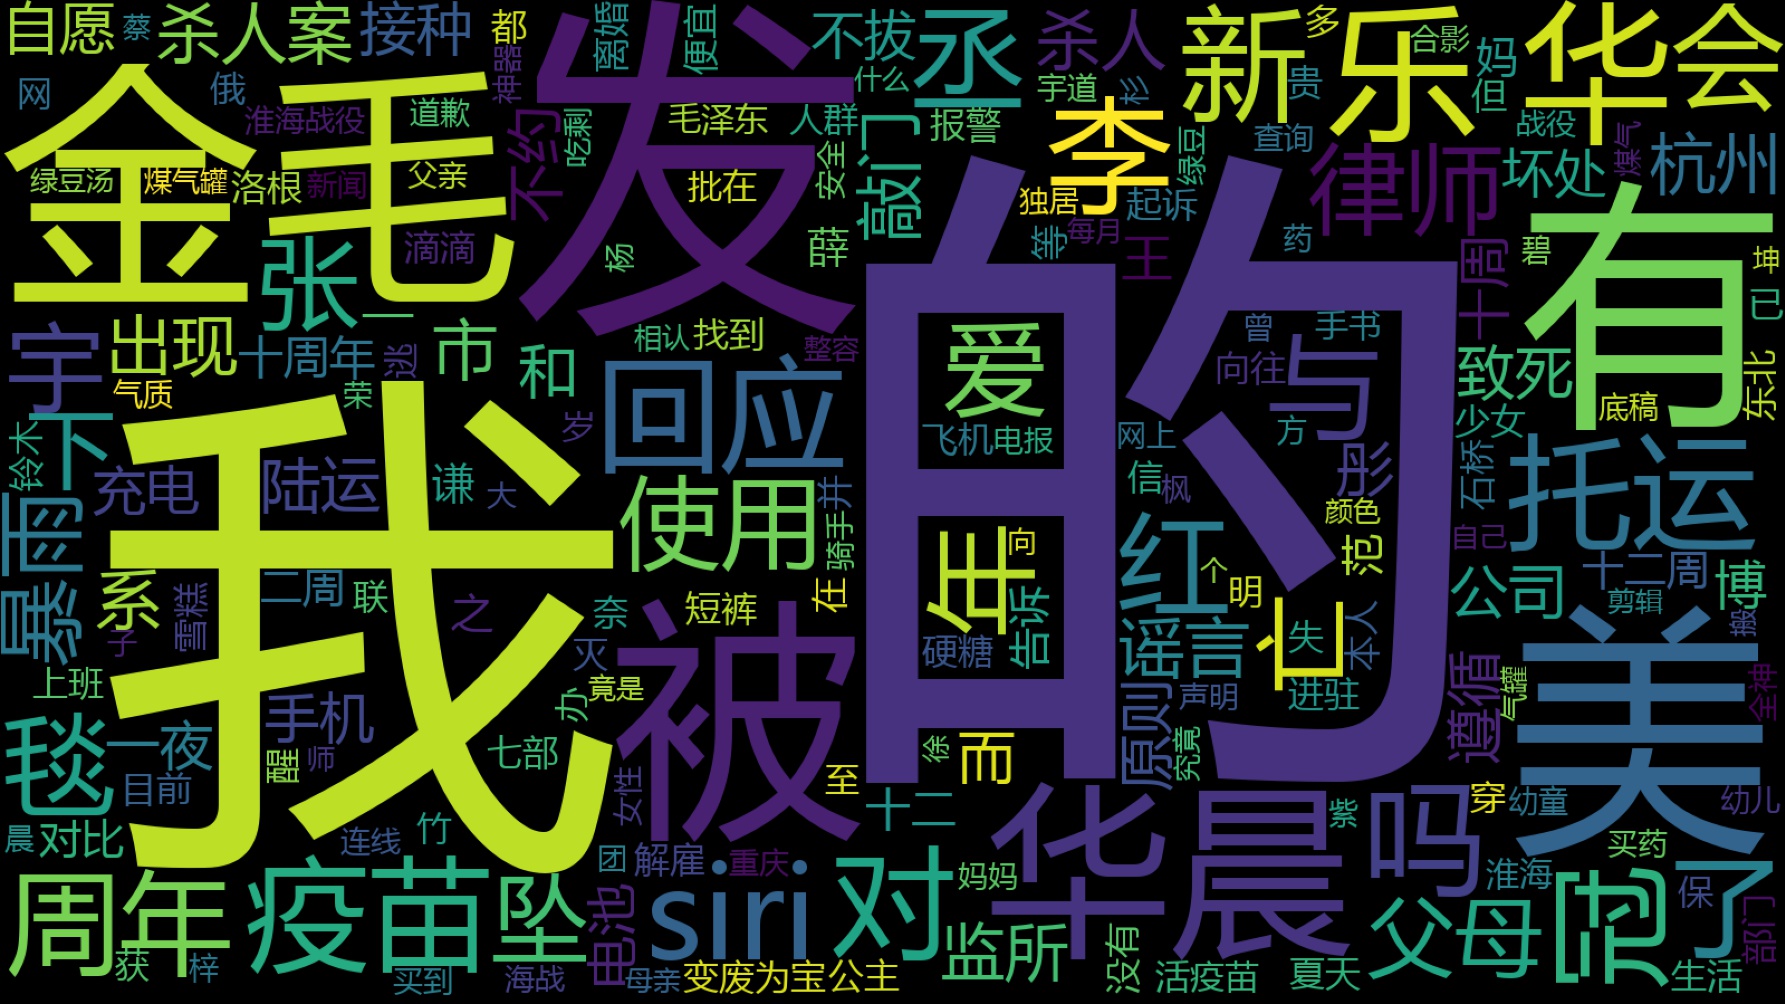 自愿
蔡
杀人案
接种
都
神器
离婚
便宜
不拔
丞
杀人
新
乐
多
合影
妈
华
会
网
俄
金
毛
发
什么
宇道
杉
贵
但
淮海战役
道歉
不约
吃剩
毛泽东
人群
敲门
报警
李
绿豆
查询
律师
战役
煤气
坏处
杭州
绿豆汤
煤气罐
洛根
新闻
父亲
批在
安全
独居
起诉
有
张
滴滴
杨
薛
等
每月
王
药
十周
碧
坤
已
的
宇
出现
十周年
一
逃
市
和
相认
找到
整容
爱
曾
手书
向往
与
致死
东北
气质
荣
岁
回应
底稿
下
铃木
我
飞机
电报
网上
方
少女
充电
陆运
谦
大
使用
井
信
枫
彤
石桥
托运
暴雨
骑手
年
向
红
颜色
范
自己
系
二周
联
之
奈
短裤
在
个
明
公司
十二周
博
雪糕
子
灭
被
硬糖
告诉
谣言
亡
失
本人
剪辑
搬
美
上班
手机
办
竟是
原则
声明
进驻
遵循
气罐
全神
毯
一夜
醒
师
七部
女性
至
徐
而
究竟
目前
十二
华晨
紫
吗
穿
幼童
幼儿
晨
对比
连线
竹
团
解雇
重庆
对
妈妈
淮海
买药
周年
疫苗
坠
电池
siri
监所
没有
父母
咒
保
了
部门
获
梓
买到
海战
母亲
变废为宝公主
活疫苗
夏天
生活